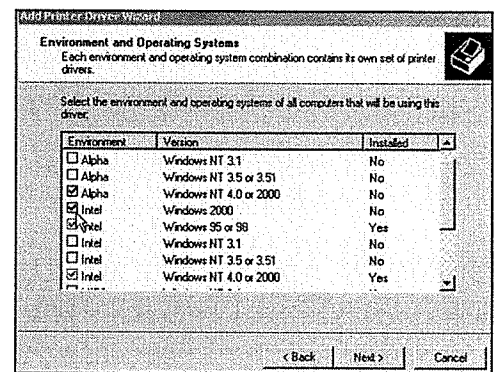 Add Printer Driver Wizard
Environment and Operating Systems
Each environment and operating system combination contains its own set of printer
drivers.
Select the environment and operating systems of all computers that will be using this
driver:
Environment Version Installed
Alpha Windows NT 3.1 No
Alpha Windows NT 3.5 or 3.51 No
Alpha Windows NT 4.0 or 2000 No
Intel Windows 2000 No
Intel Windows 95 or 98 Yes
Intel Windows NT 3.1 No
Intel Windows NT 3.5 or 3.51 No
Intel Windows NT 4.0 or 2000 Yes
< Back Next > Cancel